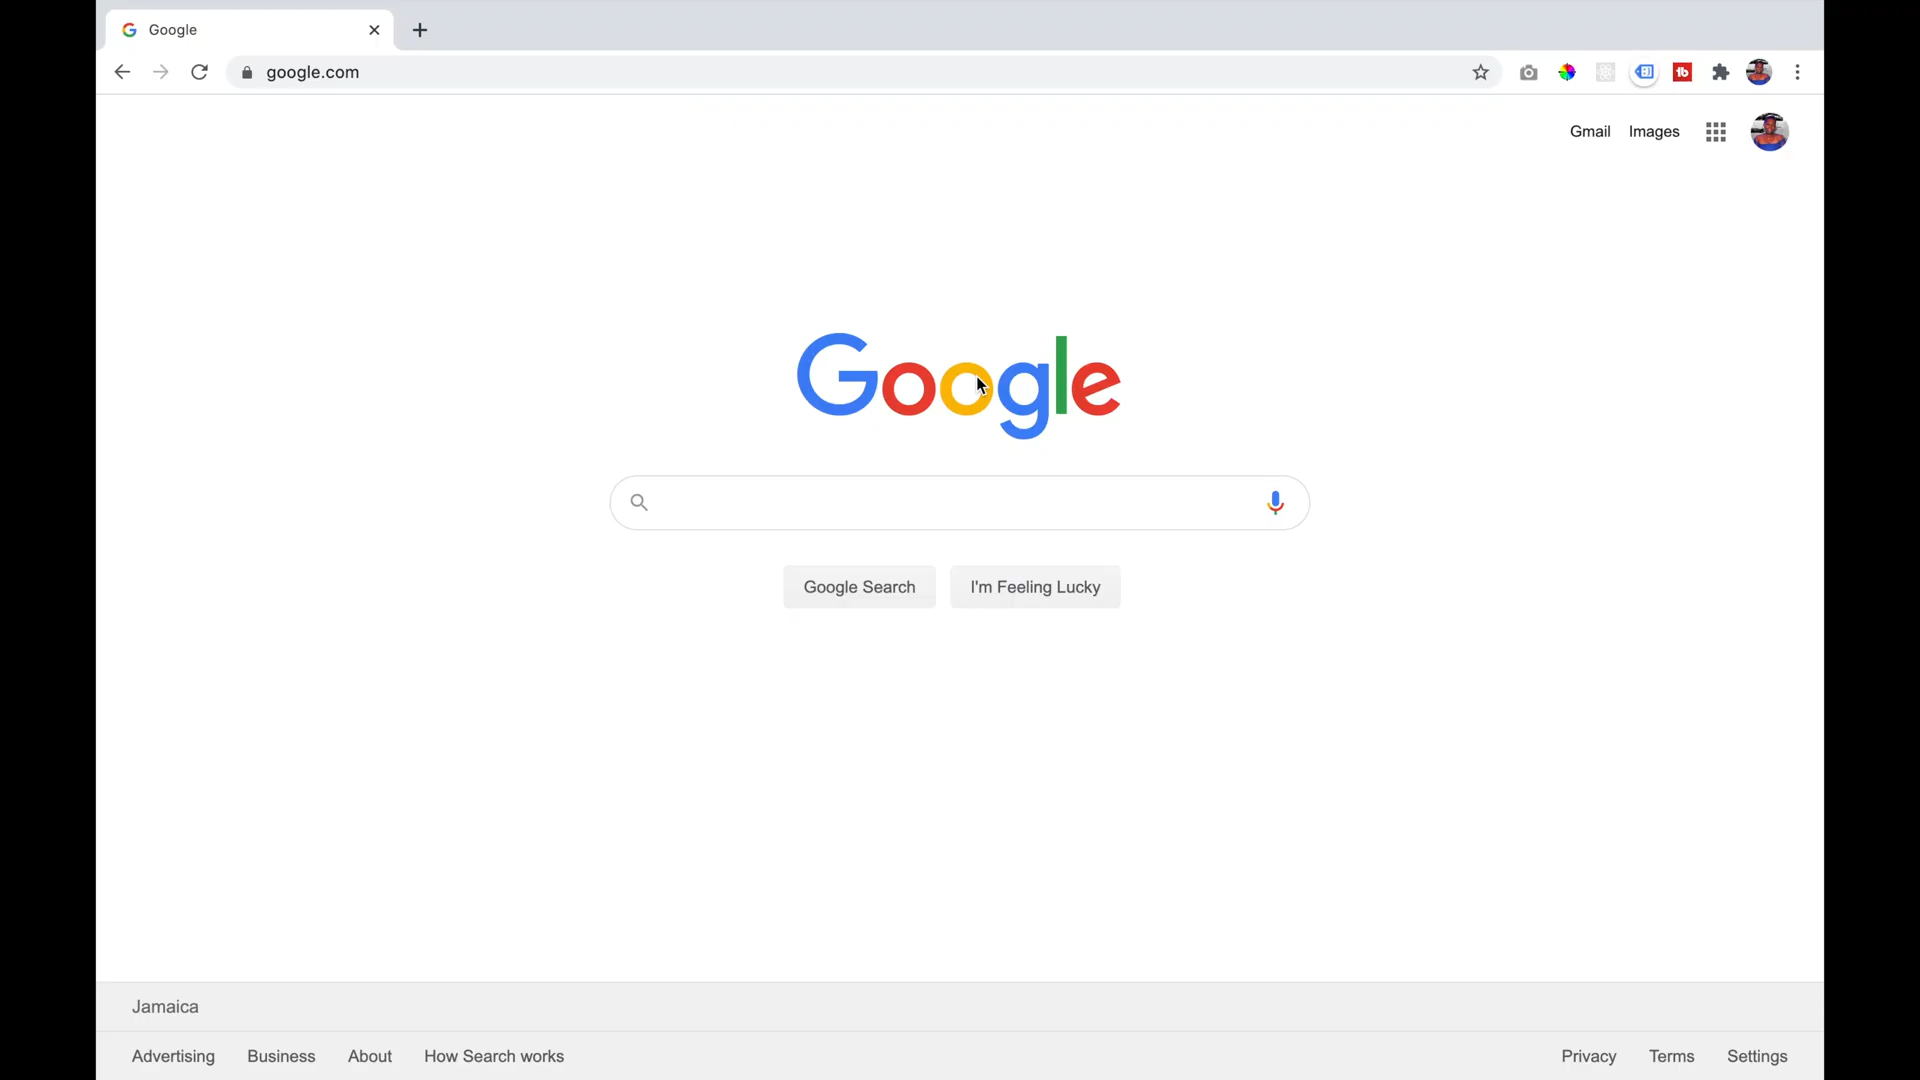 Google
google.com
Gmail Images
Google
Google Search I'm Feeling Lucky
Jamaica
Advertising Business About How Search works Privacy Terms Settings